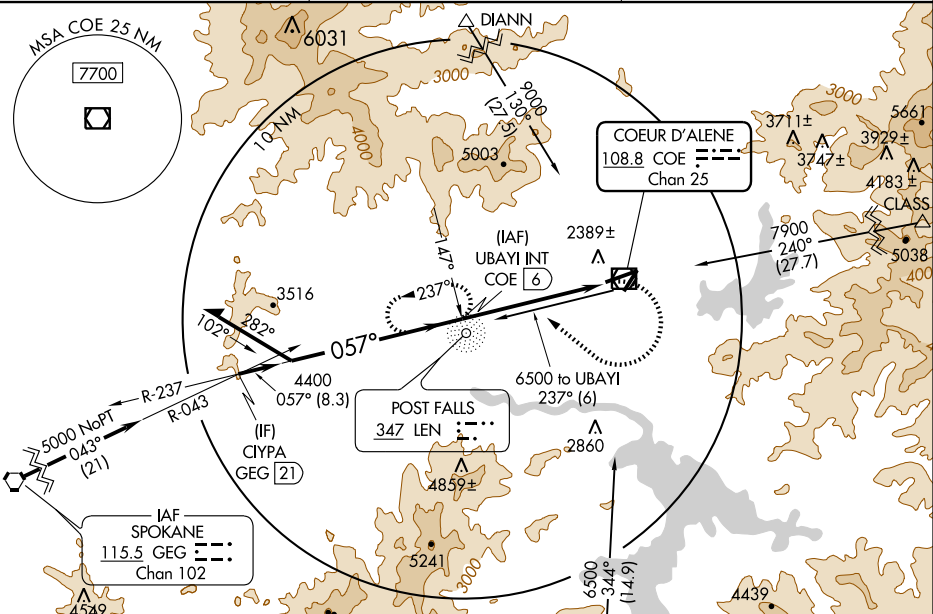 MSA COE 25 NM
7700
6031
DIANN
3000
9000
130°
(27.5)
10 NM
4000
5003
COEUR D'ALENE
108.8 COE
Chan 25
3711±
3747±
3000
5661
3929±
4183±
CLASS
7900
240°
(27.7)
5038
400
147°
(IAF)
UBAYI INT
COE 6
2389±
237°
3516
282°
102°
057°
4400
057° (8.3)
6500 to UBAYI
237° (6)
R-237
R-043
5000 NoPT
043°
(21)
(IF)
CIYPA
GEG 21
POST FALLS
347 LEN
2860
4859±
IAF
SPOKANE
115.5 GEG
Chan 102
5241
3000
6500
344°
(14.9)
4439
4549